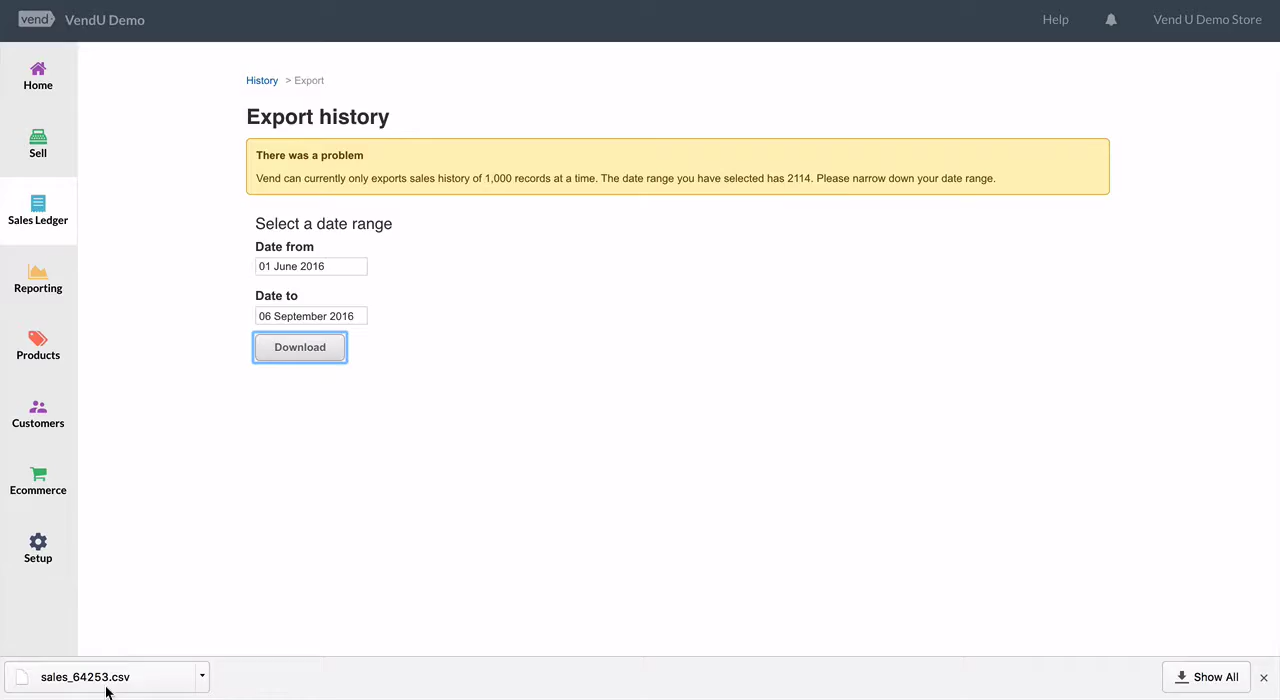 vend VendU Demo
Help
Vend U Demo Store
Home
Sell
Sales Ledger
Reporting
Products
Customers
Ecommerce
Setup
History > Export
Export history
There was a problem
Vend can currently only exports sales history of 1,000 records at a time. The date range you have selected has 2114. Please narrow down your date range.
Select a date range
Date from
01 June 2016
Date to
06 September 2016
Download
sales_64253.csv
Show All